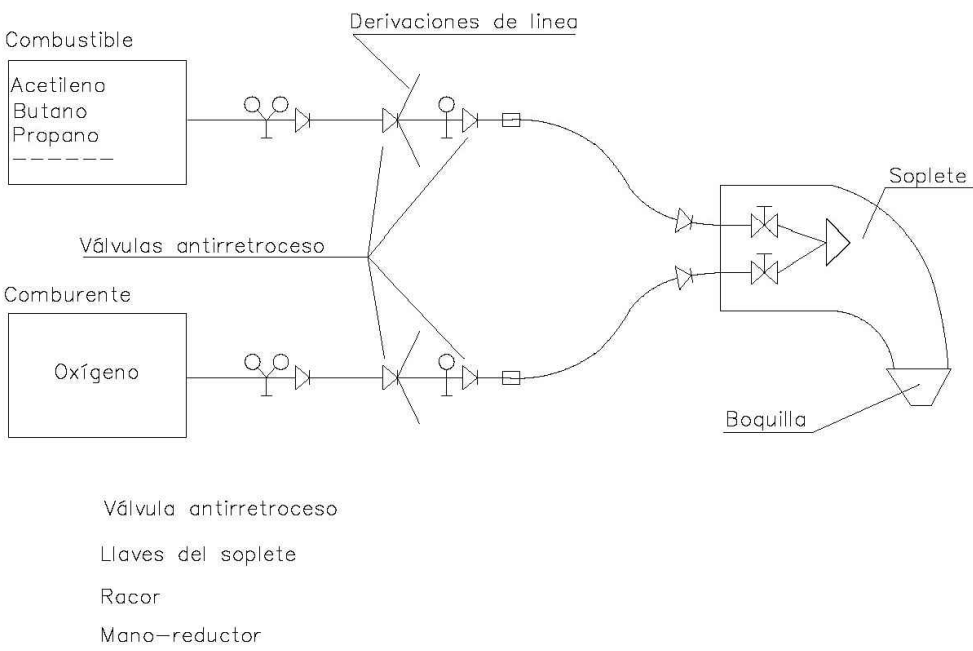 Derivaciones de linea
Combustible
Acetileno
Butano
Propano
------
Soplete
Válvulas antirretroceso
Comburente
Oxígeno
Boquilla
Válvula antirretroceso
Llaves del soplete
Racor
Mano-reductor